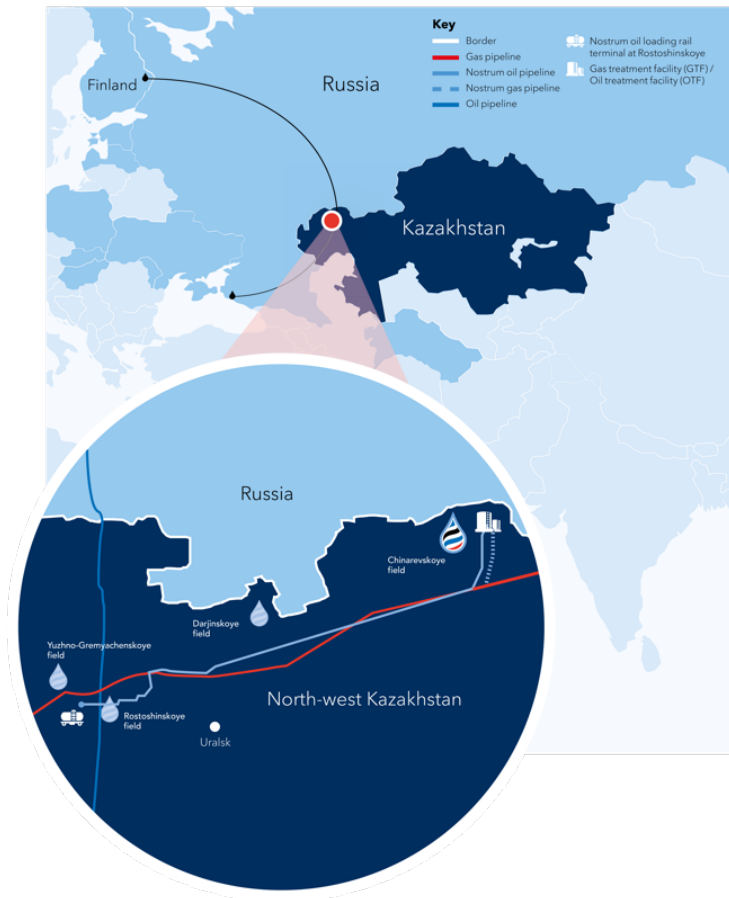 Key
Border
Gas pipeline
Nostrum oil pipeline
Nostrum gas pipeline
Oil pipeline
Nostrum oil loading rail
terminal at Rostoshinskoye
Gas treatment facility (GTF) /
Oil treatment facility (OTF)
Finland
Russia
Kazakhstan
Russia
Chinarevskoye
field
Darjinskoye
field
Yuzhno-Gremyachenskoye
field
Rostoshinskoye
field
North-west Kazakhstan
Uralsk